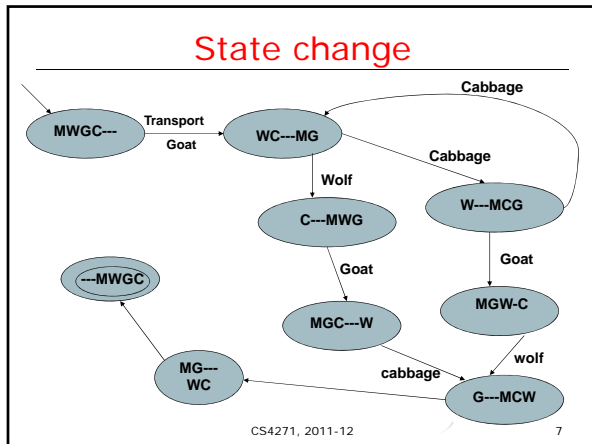 State change
Cabbage
MWGC---
Transport
Goat
WC---MG
Cabbage
Wolf
W---MCG
C---MWG
Goat
Goat
---MWGC
MGC---W
MGW-C
MG---
WC
cabbage
wolf
G---MCW
CS4271, 2011-12
7